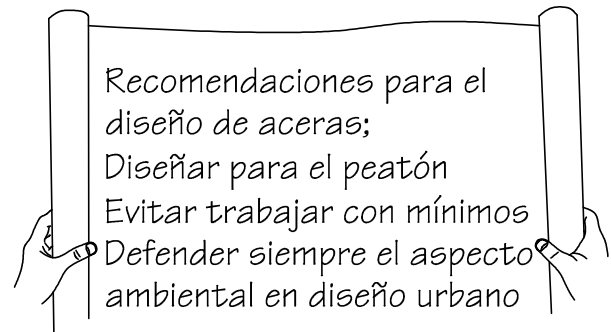 Recomendaciones para el
diseño de aceras;
Diseñar para el peatón
Evitar trabajar con mínimos
Defender siempre el aspecto
ambiental en diseño urbano